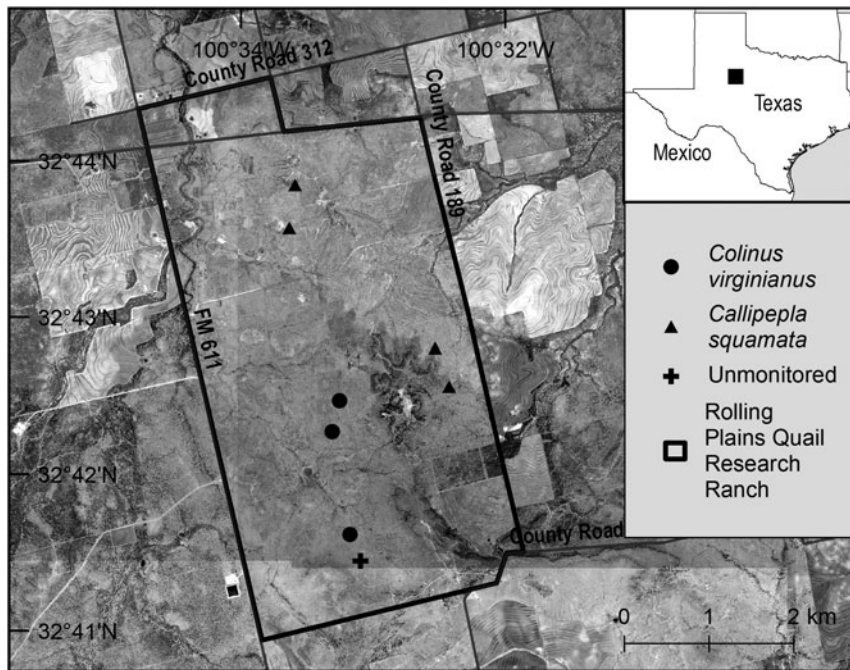 100°34'W
100°32'W
County Road 312
County Road 189
32°44'N
32°43'N
FM 611
32°42'N
County Road
32°41'N
0 1 2 km
Texas
Mexico
Colinus
virginianus
Callipepla
squamata
Unmonitored
Rolling
Plains Quail
Research
Ranch